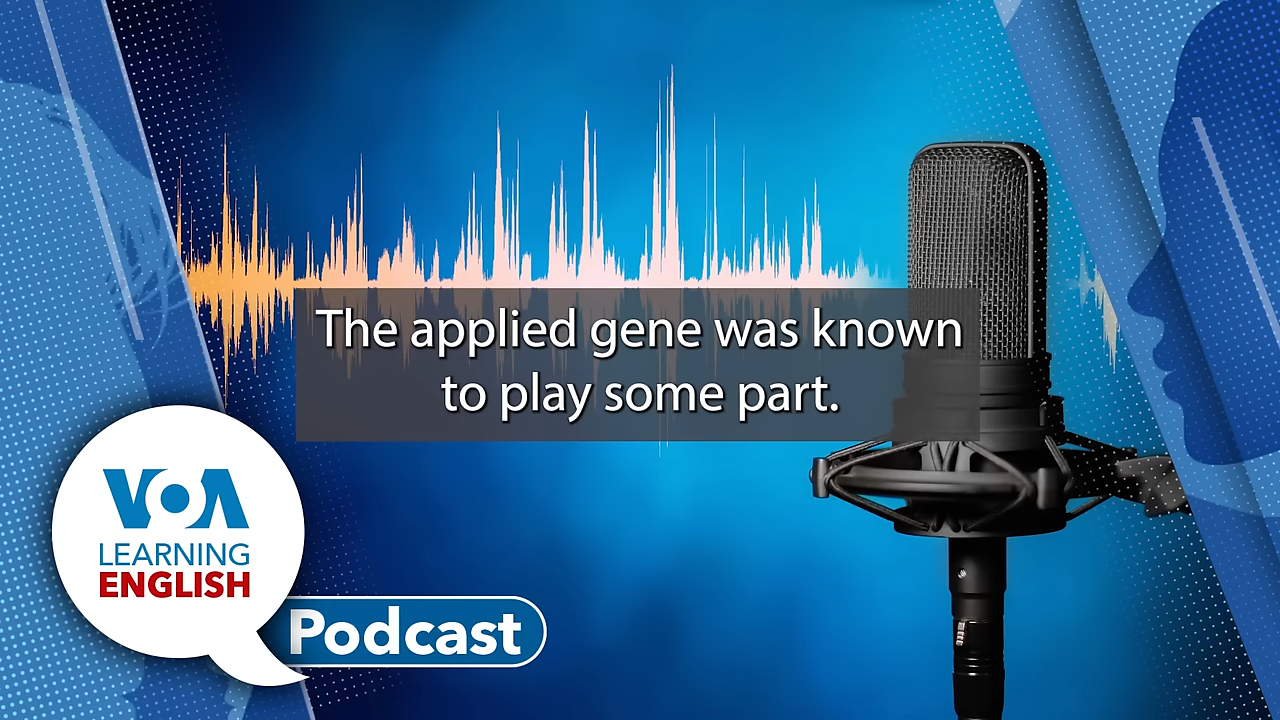 The applied gene was known
to play some part.
VOA
LEARNING
ENGLISH
Podcast